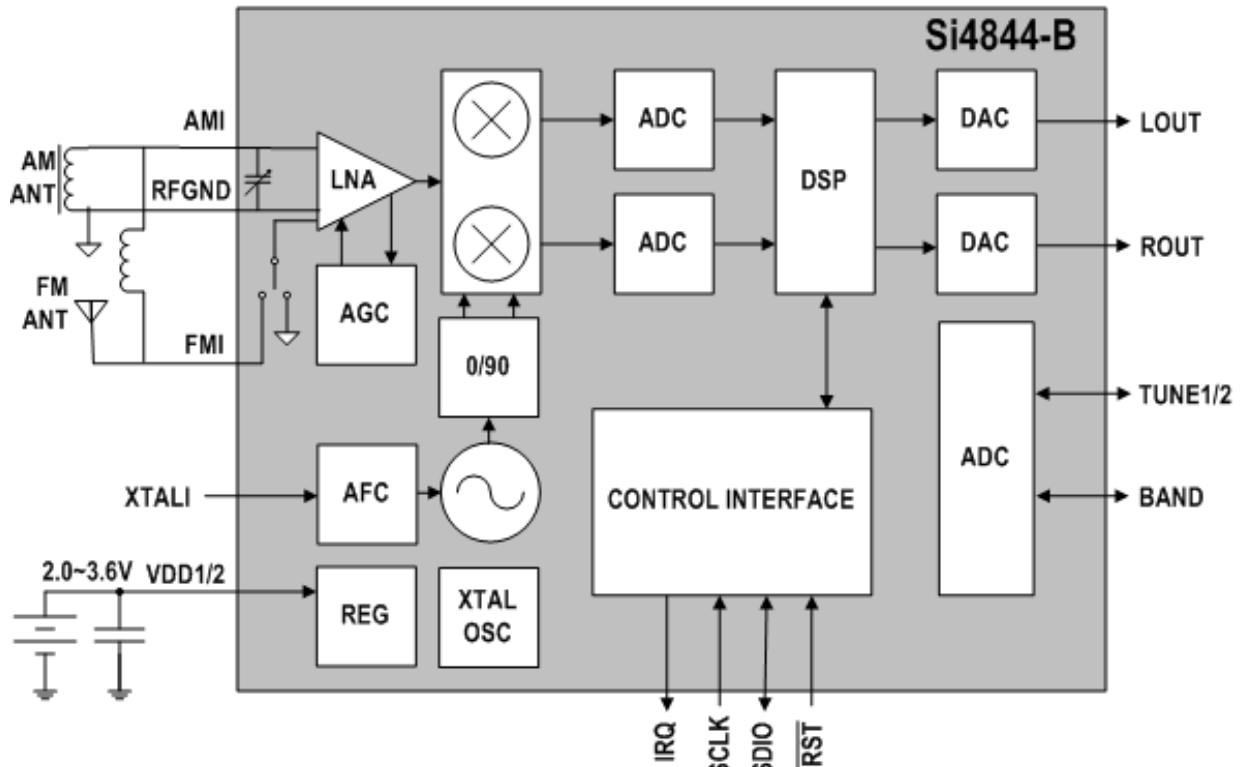 Si4844-B
AMI
AM
ANT
RFGND
LNA
ADC
DSP
DAC
LOUT
ADC
DAC
ROUT
FM
ANT
FMI
AGC
0/90
TUNE1/2
ADC
BAND
XTALI
AFC
CONTROL INTERFACE
2.0~3.6V
VDD1/2
REG
XTAL
OSC
IRQ
SCLK
SDIO
RST